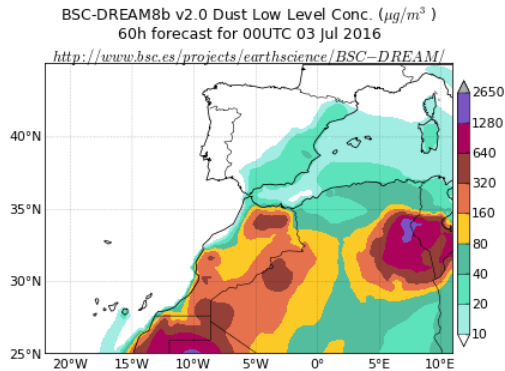 BSC-DREAM8b v2.0 Dust Low Level Conc. (μg/m³ )
60h forecast for 00UTC 03 Jul 2016
http://www.bsc.es/projects/earthscience/BSC−DREAM/
40°N
35°N
30°N
25°N
20°W
15°W
10°W
5°W
0°
5°E
10°E
2650
1280
640
320
160
80
40
20
10